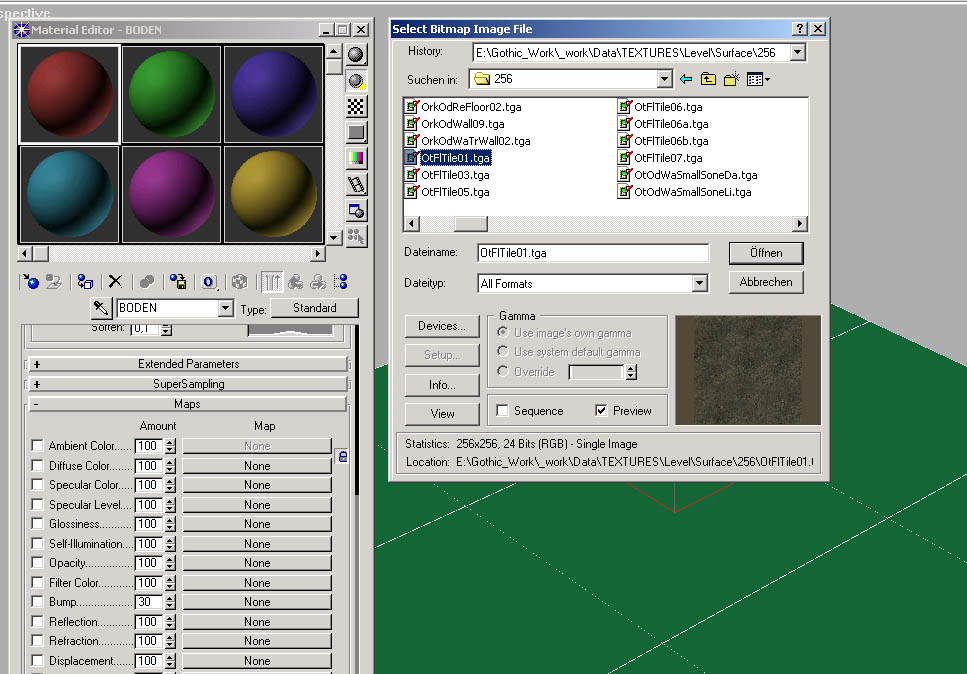 spective
Material Editor - BODEN
BODEN
Type:
Standard
Soften: 0,1
+ Extended Parameters
+ SuperSampling
- Maps
Amount Map
Ambient Color... 100 None
Diffuse Color.... 100 None
Specular Color.. 100 None
Specular Level... 100 None
Glossiness........... 100 None
Self-Illumination.... 100 None
Opacity............... 100 None
Filter Color.......... 100 None
Bump................... 30 None
Reflection............ 100 None
Refraction........... 100 None
Displacement...... 100 None
Select Bitmap Image File
History: E:\Gothic_Work\_work\Data\TEXTURES\Level\Surface\256
Suchen in: 256
OrkOdReFloor02.tga
OrkOdWall09.tga
OrkOdWaTrWall02.tga
OtFlTile01.tga
OtFlTile03.tga
OtFlTile05.tga
OtFlTile06.tga
OtFlTile06a.tga
OtFlTile06b.tga
OtFlTile07.tga
OtOdWaSmallSoneDa.tga
OtOdWaSmallSoneLi.tga
Dateiname: OtFlTile01.tga
Öffnen
Dateityp: All Formats
Abbrechen
Devices...
Setup...
Info...
View
Gamma
Use image's own gamma
Use system default gamma
Override
Sequence Preview
Statistics: 256x256, 24 Bits (RGB) - Single Image
Location: E:\Gothic_Work\_work\Data\TEXTURES\Level\Surface\256\OtFlTile01.